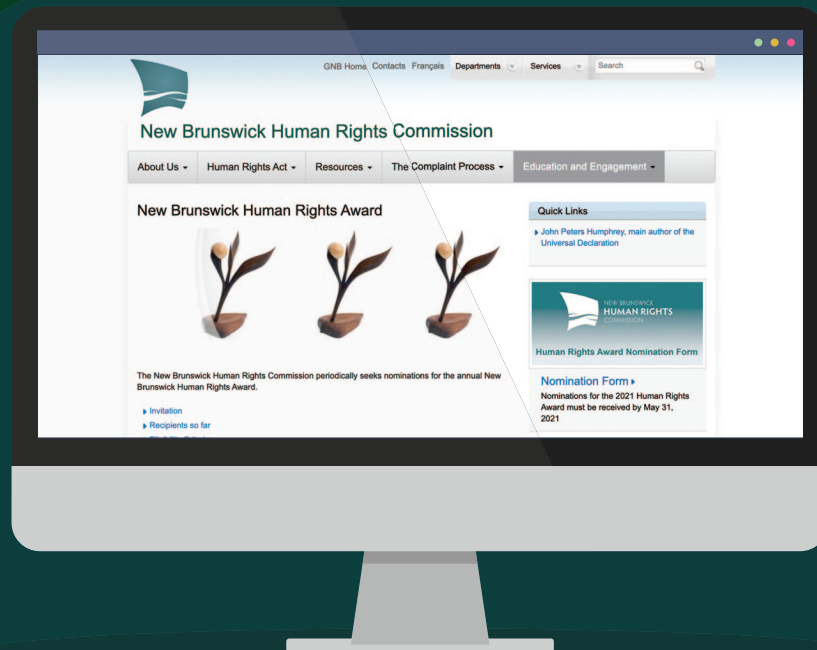 GNB Home Contacts Français Departments Services Search
New Brunswick Human Rights Commission
About Us Human Rights Act Resources The Complaint Process Education and Engagement
New Brunswick Human Rights Award
Quick Links
John Peters Humphrey, main author of the
Universal Declaration
NEW BRUNSWICK
HUMAN RIGHTS
COMMISSION
Human Rights Award Nomination Form
The New Brunswick Human Rights Commission periodically seeks nominations for the annual New
Brunswick Human Rights Award.
Invitation
Recipients so far
Nomination Form
Nominations for the 2021 Human Rights
Award must be received by May 31,
2021